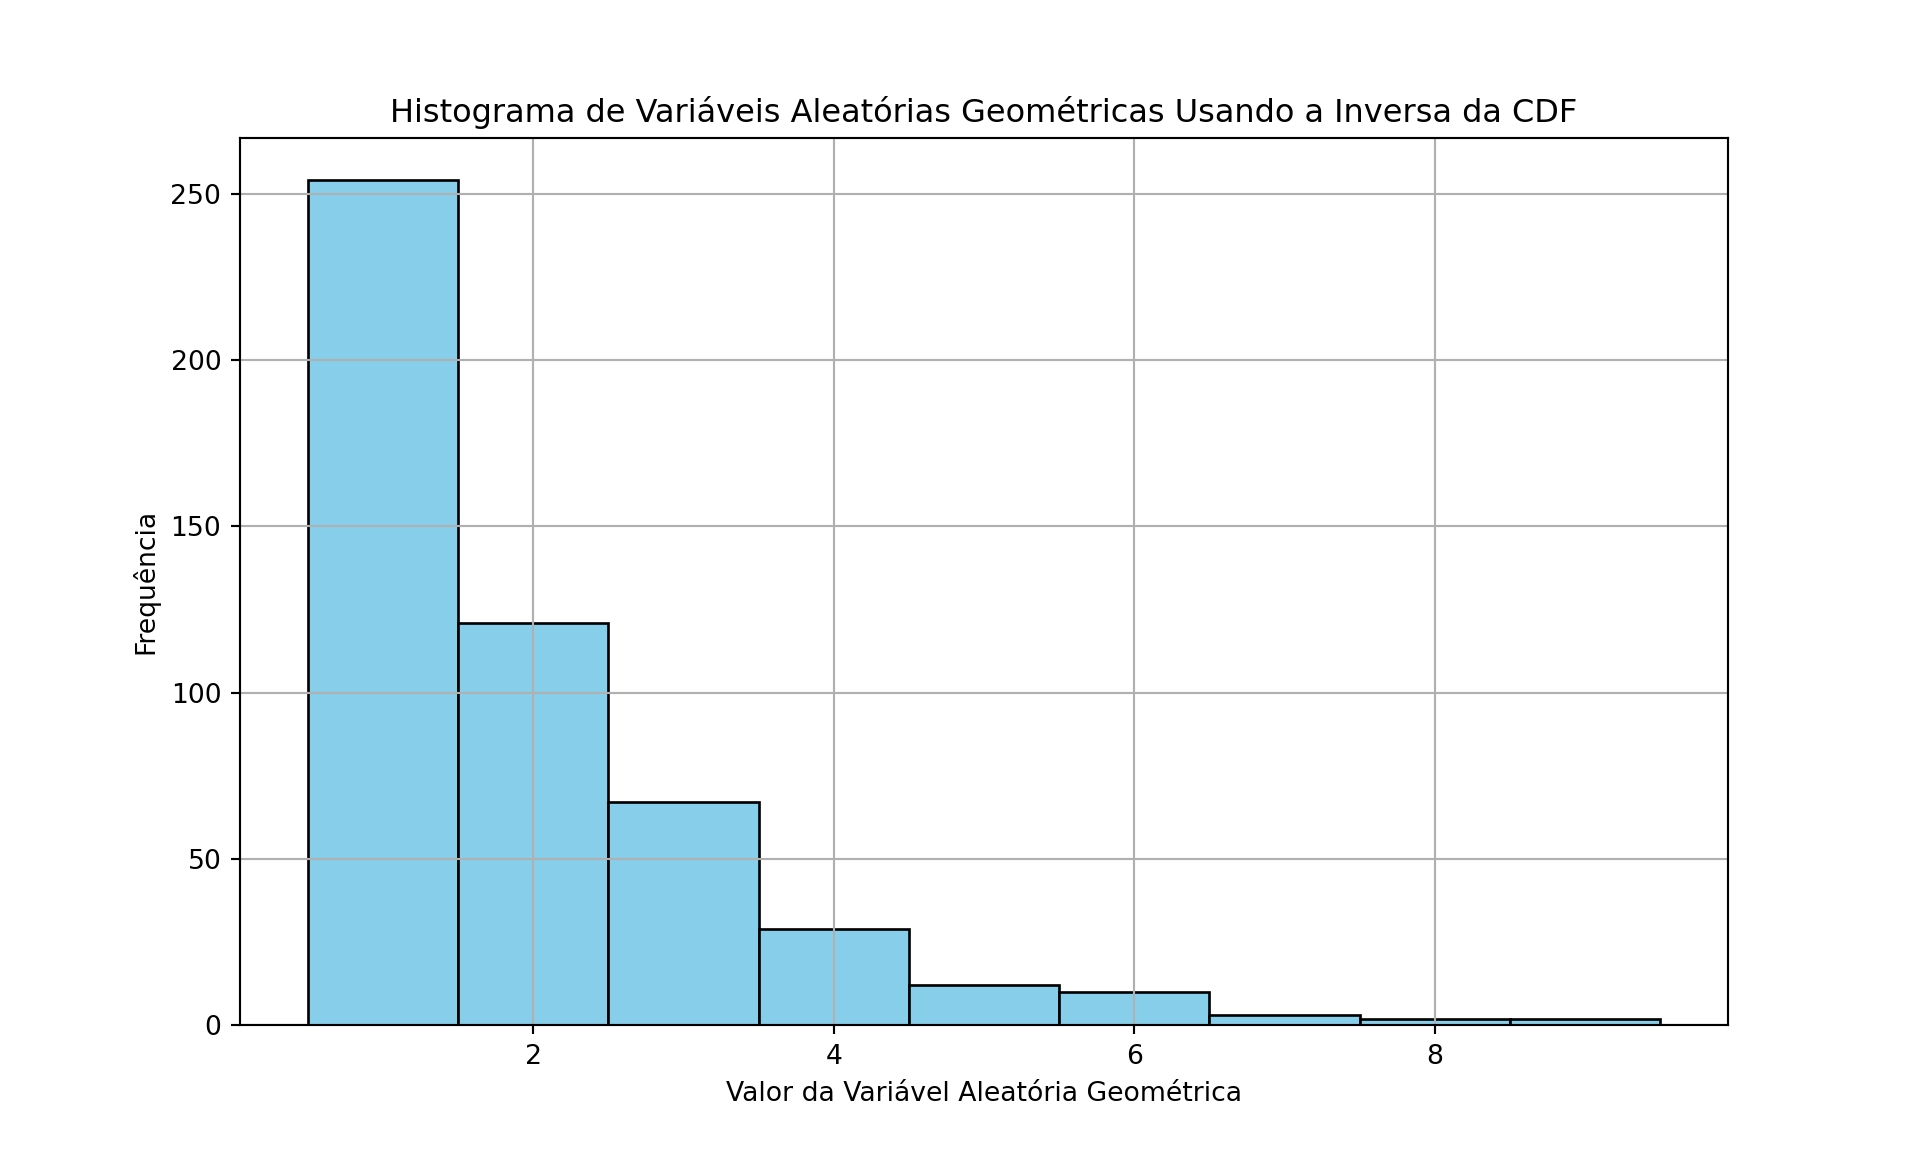 Histograma de Variáveis Aleatórias Geométricas Usando a Inversa da CDF
250
200
150
100
50
0
Frequência
2 4 6 8
Valor da Variável Aleatória Geométrica